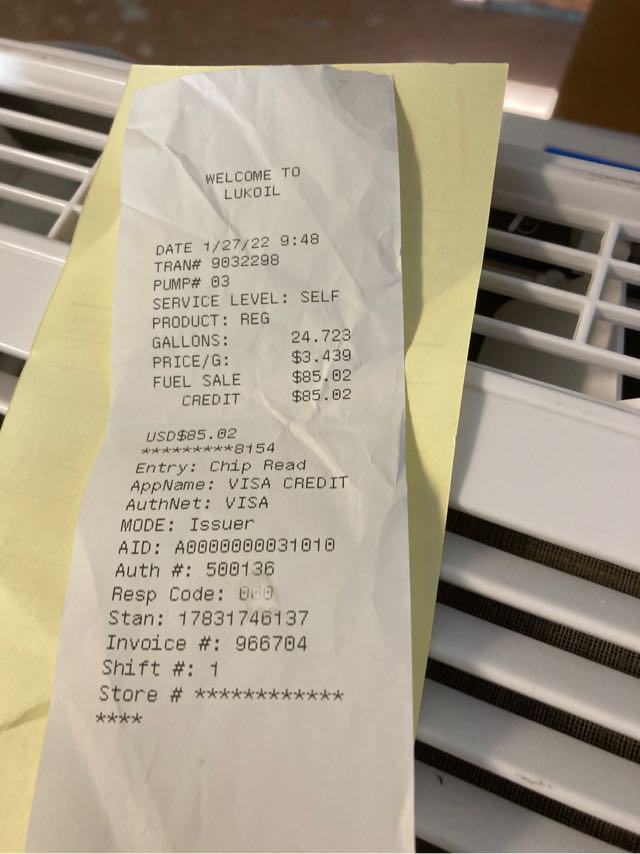 WELCOME TO
LUKOIL
DATE 1/27/22 9:48
TRAN# 9032298
PUMP# 03
SERVICE LEVEL: SELF
PRODUCT: REG
GALLONS: 24.723
PRICE/G: $3.439
FUEL SALE $85.02
CREDIT $85.02
USD$85.02
*********8154
Entry: Chip Read
AppName: VISA CREDIT
AuthNet: VISA
MODE: Issuer
AID: A0000000031010
Auth #: 500136
Resp Code: 000
Stan: 17831746137
Invoice #: 966704
Shift #: 1
Store # ************
****